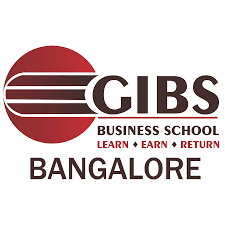 GIBS
BUSINESS SCHOOL
LEARN ♦ EARN ♦ RETURN
BANGALORE